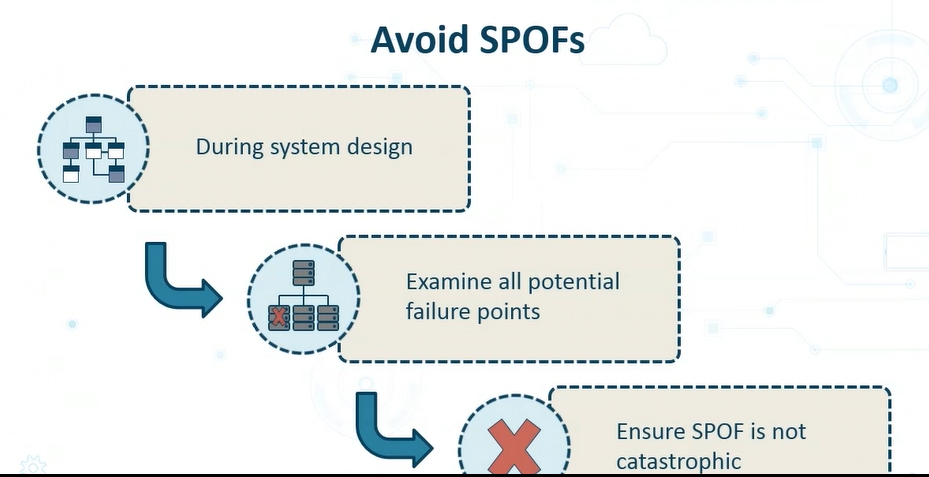 Avoid SPOFs
During system design
Examine all potential
failure points
Ensure SPOF is not
catastrophic